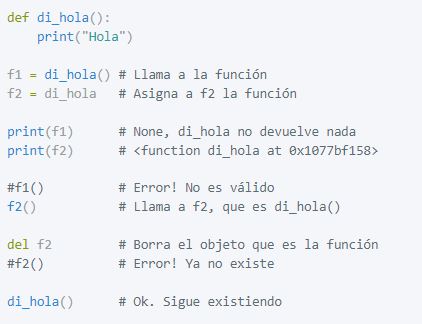 def di_hola():
    print("Hola")
f1 = di_hola() # Llama a la función
f2 = di_hola   # Asigna a f2 la función
print(f1)      # None, di_hola no devuelve nada
print(f2)      # <function di_hola at 0x1077bf158>
#f1()          # Error! No es válido
f2()           # Llama a f2, que es di_hola()
del f2         # Borra el objeto que es la función
#f2()          # Error! Ya no existe
di_hola()      # Ok. Sigue existiendo